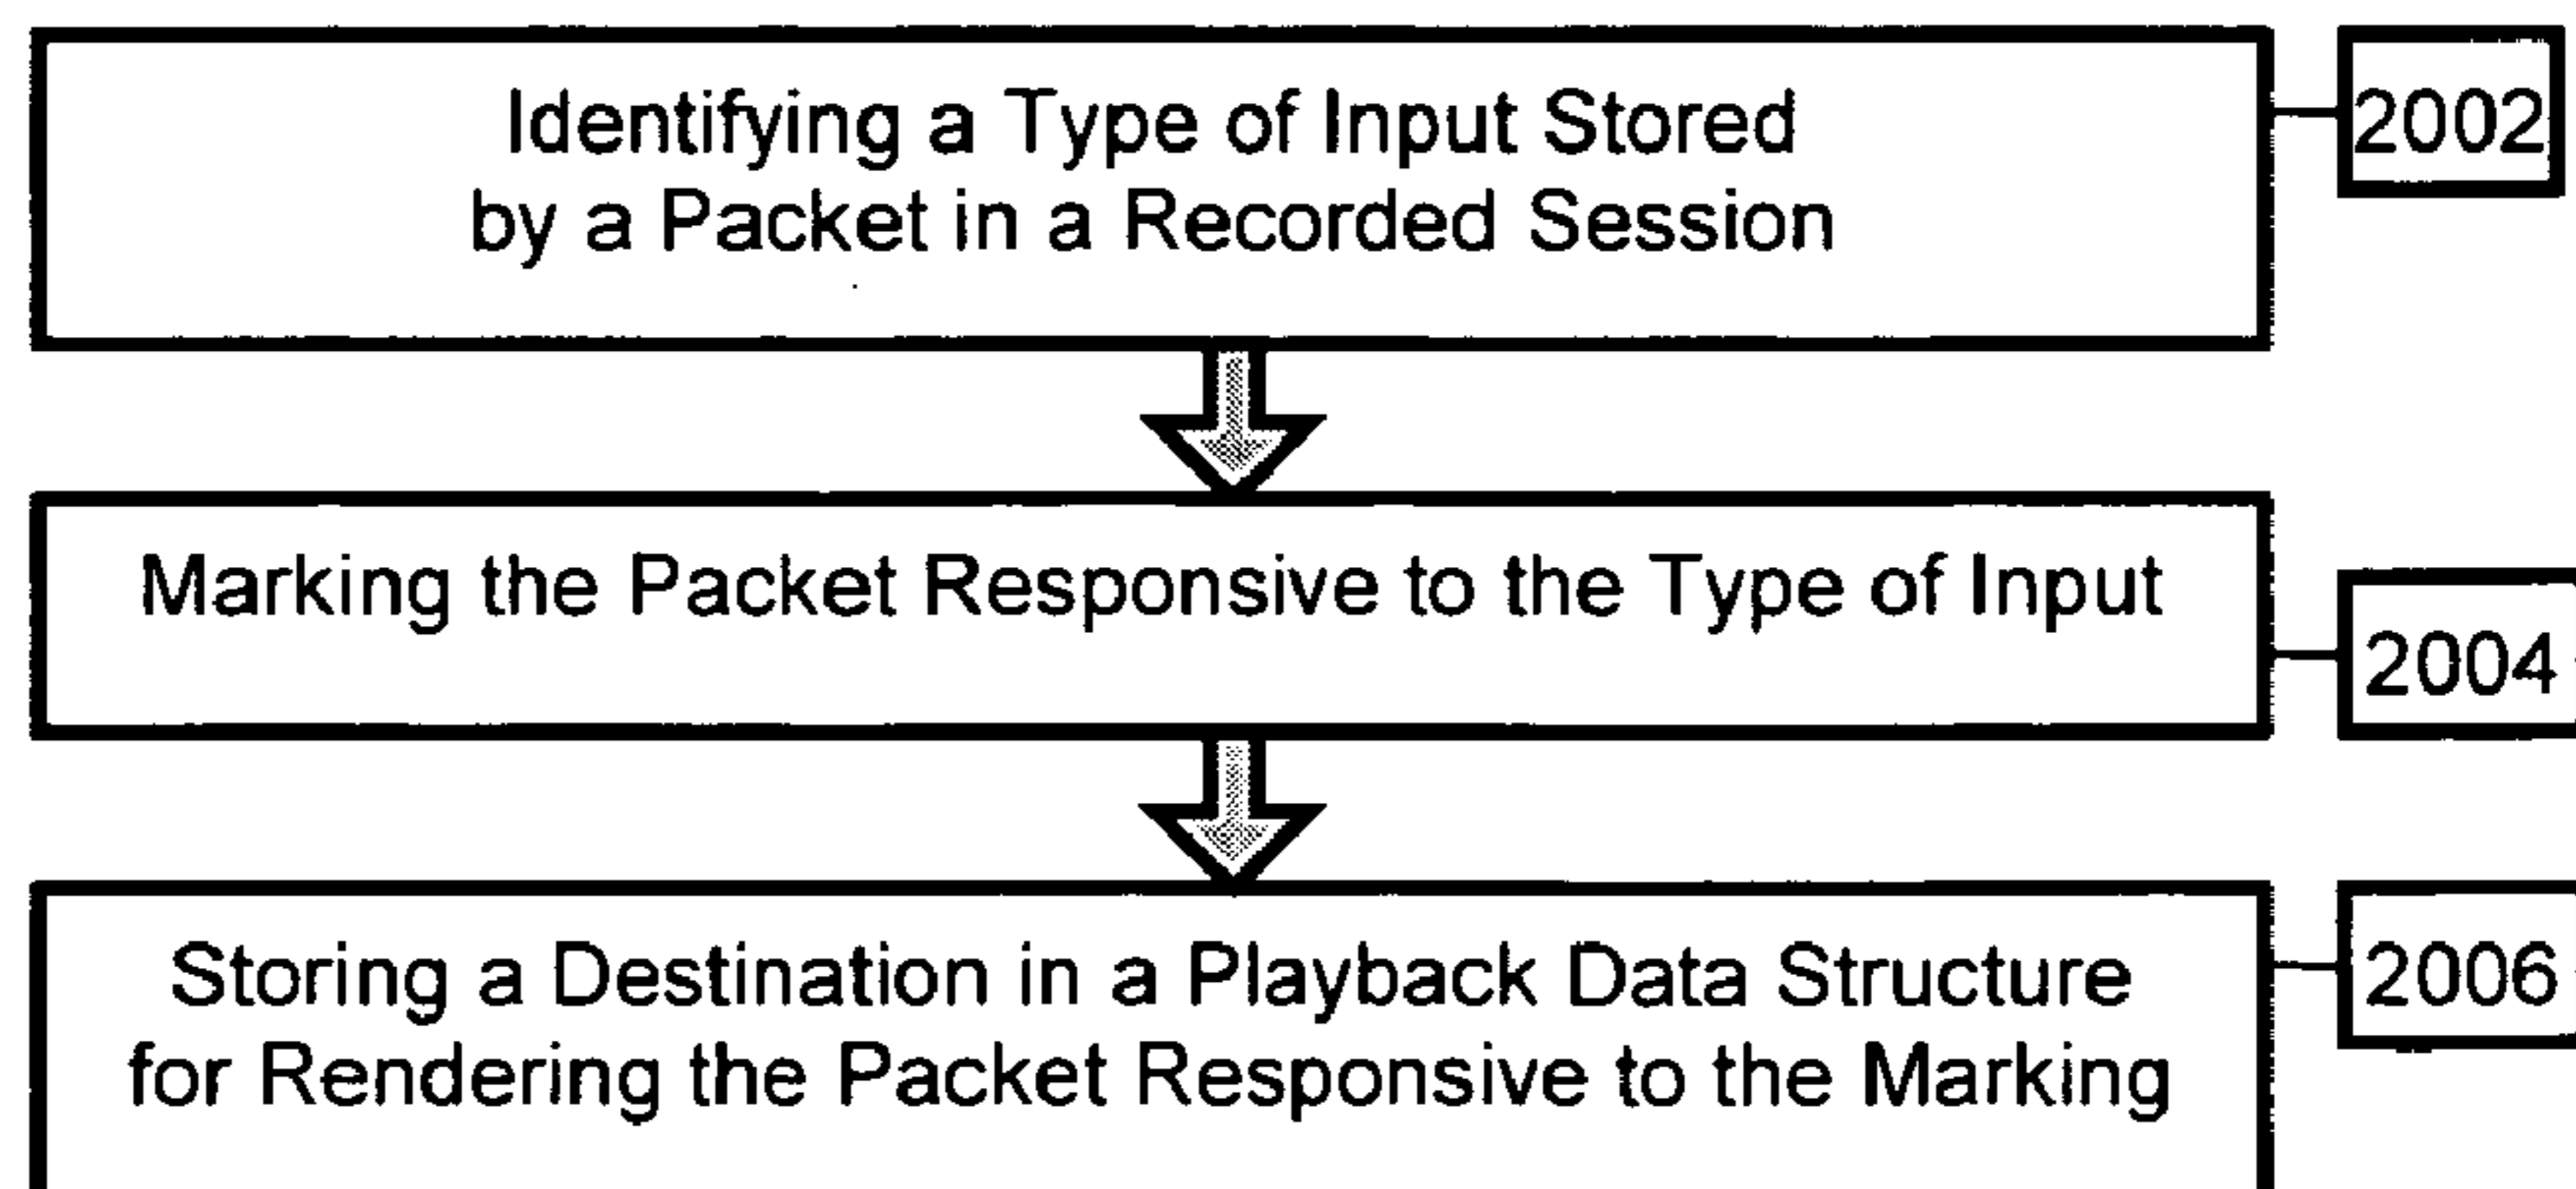 Identifying a Type of Input Stored
by a Packet in a Recorded Session
2002
Marking the Packet Responsive to the Type of Input
2004
Storing a Destination in a Playback Data Structure
for Rendering the Packet Responsive to the Marking
2006